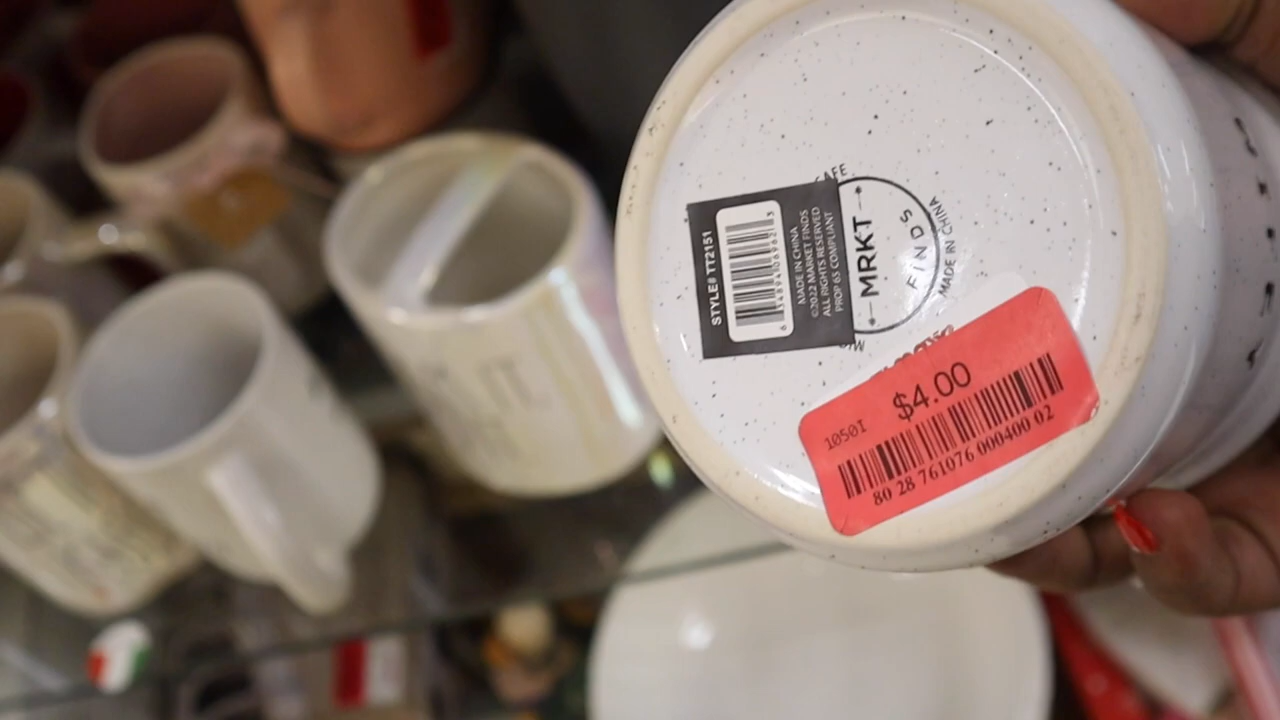 STYLE# TT2151
MADE IN CHINA
©2022 MARKET FINDS
ALL RIGHTS RESERVED
PROP 65 COMPLIANT
MRKT
FINDS
MADE IN CHINA
$4.00
1050I
80 28 761076 000400 02